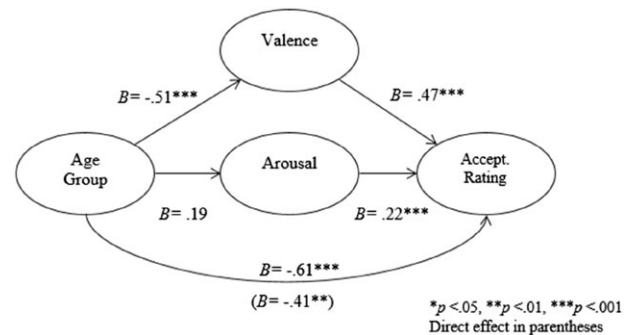 Valence
B= -.51***
B= .47***
Age
Group
Arousal
Accept.
Rating
B= .19
B= .22***
B= -.61***
(B= -.41**)
*p <.05, **p <.01, ***p <.001
Direct effect in parentheses